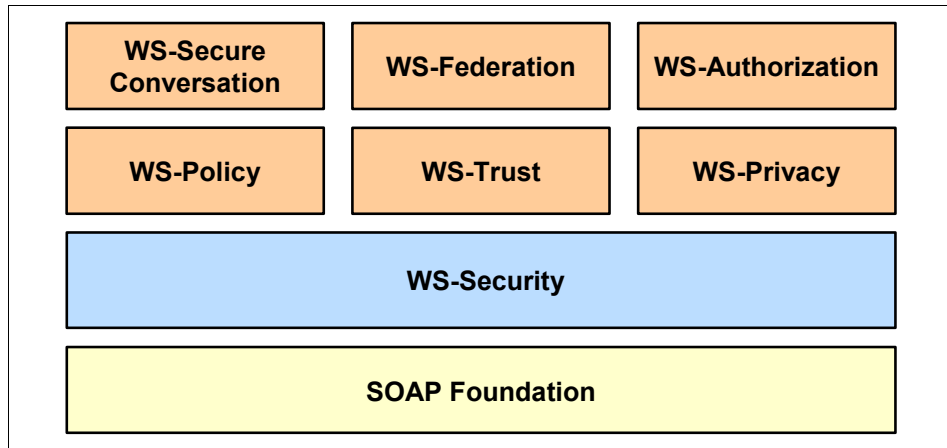 WS-Secure
Conversation
WS-Federation
WS-Authorization
WS-Policy
WS-Trust
WS-Privacy
WS-Security
SOAP Foundation